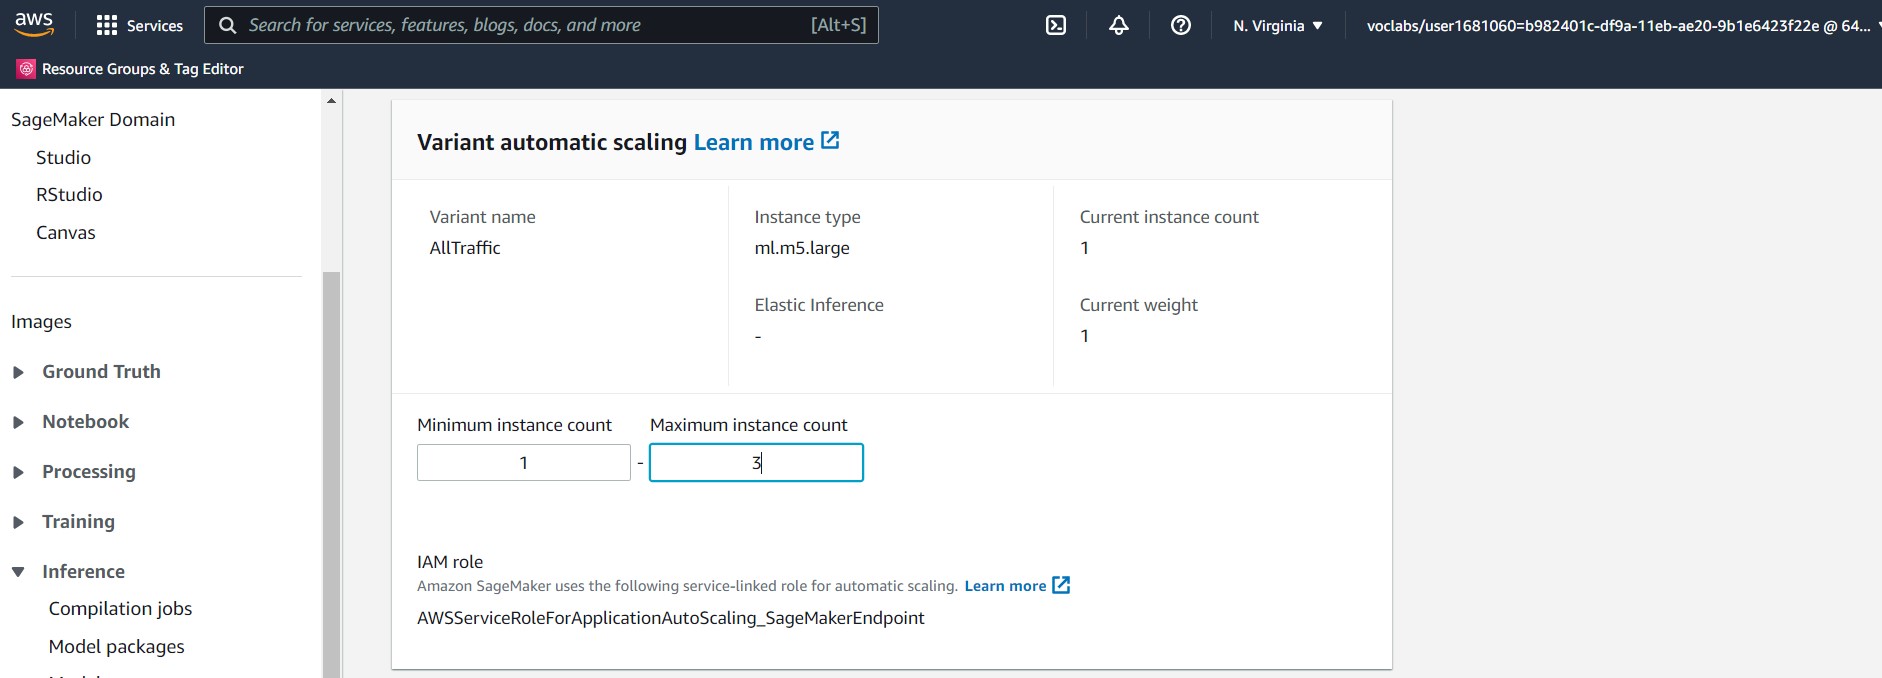 aws
Services
Search for services, features, blogs, docs, and more [Alt+S]
N. Virginia
voclabs/user1681060=b982401c-df9a-11eb-ae20-9b1e6423f22e @ 64...
Resource Groups & Tag Editor
SageMaker Domain
Studio
RStudio
Canvas
Images
Ground Truth
Notebook
Processing
Training
Inference
Compilation jobs
Model packages
Variant automatic scaling Learn more
Variant name
AllTraffic
Instance type
ml.m5.large
Elastic Inference
-
Current instance count
1
Current weight
1
Minimum instance count
1
-
Maximum instance count
3
IAM role
Amazon SageMaker uses the following service-linked role for automatic scaling. Learn more
AWSServiceRoleForApplicationAutoScaling_SageMakerEndpoint